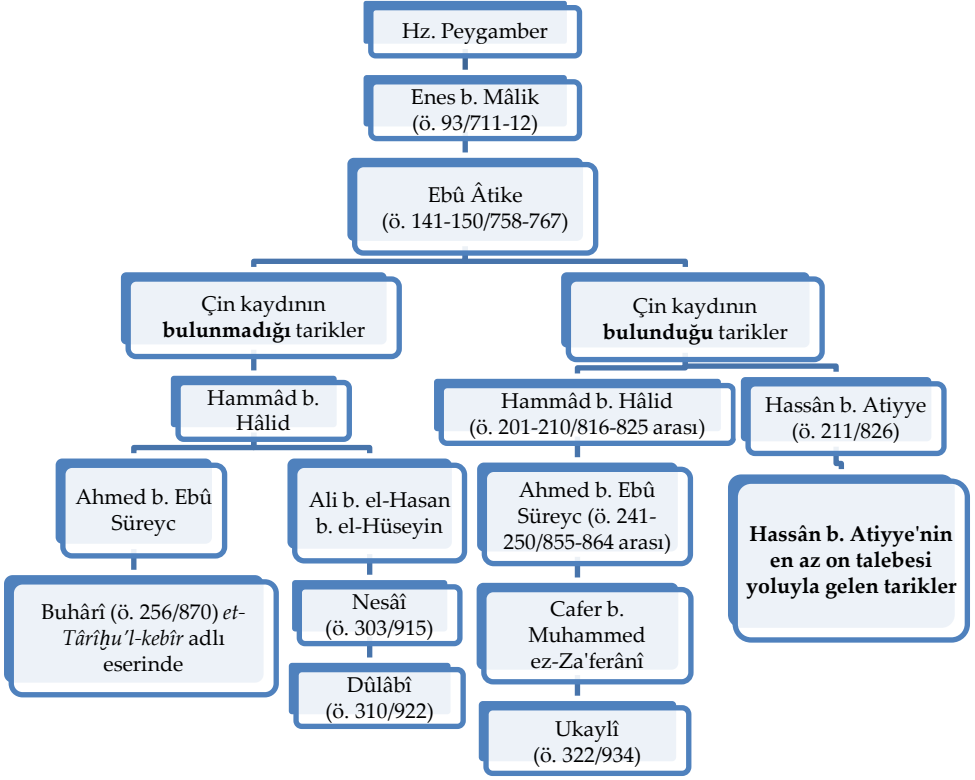 Hz. Peygamber
Enes b. Mâlik
(ö. 93/711-12)
Ebû Âtike
(ö. 141-150/758-767)
Çin kaydının
bulunmadığı tarikler
Çin kaydının
bulunduğu tarikler
Hammâd b.
Hâlid
Hammâd b. Hâlid
(ö. 201-210/816-825 arası)
Hassân b. Atiyye
(ö. 211/826)
Ahmed b. Ebû
Süreyc
Ali b. el-Hasan
b. el-Hüseyin
Ahmed b. Ebû
Süreyc (ö. 241-
250/855-864 arası)
Hassân b. Atiyye'nin
en az on talebesi
yoluyla gelen tarikler
Buhârî (ö. 256/870) et-
Târîḫu’l-kebîr adlı
eserinde
Nesâî
(ö. 303/915)
Cafer b.
Muhammed
ez-Za'ferânî
Dûlâbî
(ö. 310/922)
Ukaylî
(ö. 322/934)